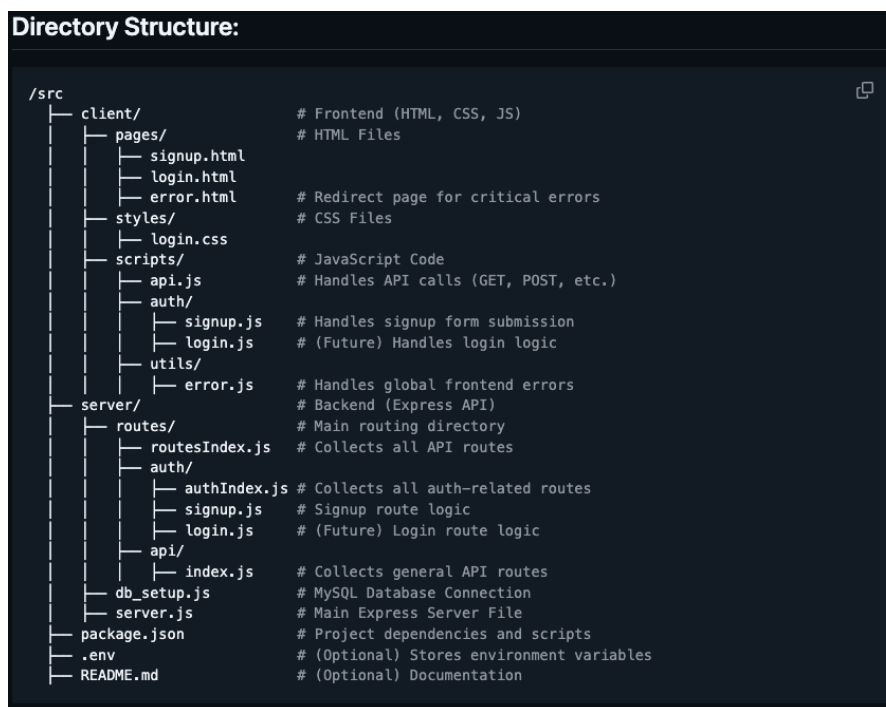 Directory Structure:
/src
├── client/ # Frontend (HTML, CSS, JS)
│ ├── pages/ # HTML Files
│ │ ├── signup.html
│ │ ├── login.html
│ │ ├── error.html # Redirect page for critical errors
│ ├── styles/ # CSS Files
│ │ ├── login.css
│ ├── scripts/ # JavaScript Code
│ │ ├── api.js # Handles API calls (GET, POST, etc.)
│ │ ├── auth/
│ │ │ ├── signup.js # Handles signup form submission
│ │ │ ├── login.js # (Future) Handles login logic
│ │ ├── utils/
│ │ │ ├── error.js # Handles global frontend errors
├── server/ # Backend (Express API)
│ ├── routes/ # Main routing directory
│ │ ├── routesIndex.js # Collects all API routes
│ │ ├── auth/
│ │ │ ├── authIndex.js # Collects all auth-related routes
│ │ │ ├── signup.js # Signup route logic
│ │ │ ├── login.js # (Future) Login route logic
│ │ ├── api/
│ │ │ ├── index.js # Collects general API routes
│ ├── db_setup.js # MySQL Database Connection
│ ├── server.js # Main Express Server File
├── package.json # Project dependencies and scripts
├── .env # (Optional) Stores environment variables
├── README.md # (Optional) Documentation